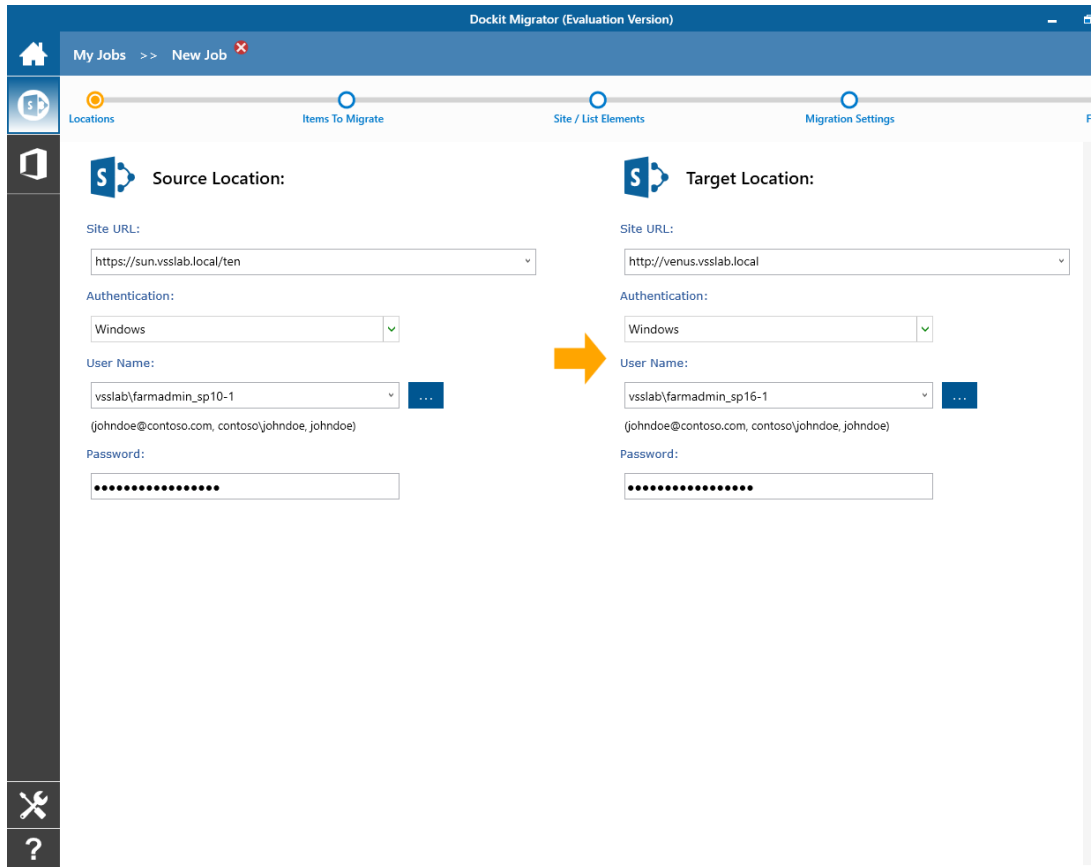 Dockit Migrator (Evaluation Version)
My Jobs >> New Job
Locations
Items To Migrate
Site / List Elements
Migration Settings
Source Location:
Site URL:
https://sun.vsslab.local/ten
Authentication:
Windows
User Name:
vsslab\farmadmin_sp10-1
...
(johndoe@contoso.com, contoso\johndoe, johndoe)
Password:
•••••••••••••••••
Target Location:
Site URL:
http://venus.vsslab.local
Authentication:
Windows
User Name:
vsslab\farmadmin_sp16-1
...
(johndoe@contoso.com, contoso\johndoe, johndoe)
Password:
•••••••••••••••••
?